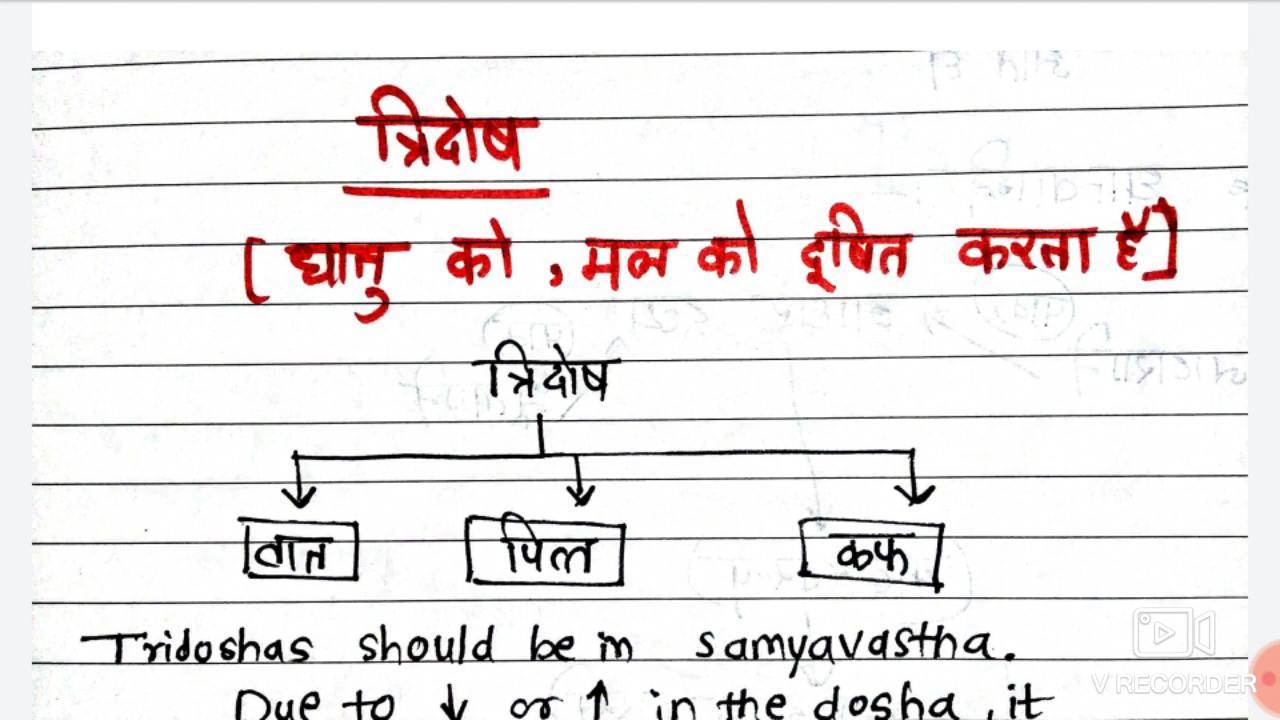 त्रिदोष
[धातु को, मल को दूषित करता है]
त्रिदोष
वात पित्त कफ
Tridoshas should be in samyavastha.
Due to ↓ or ↑ in the dosha, it
V RECORDER